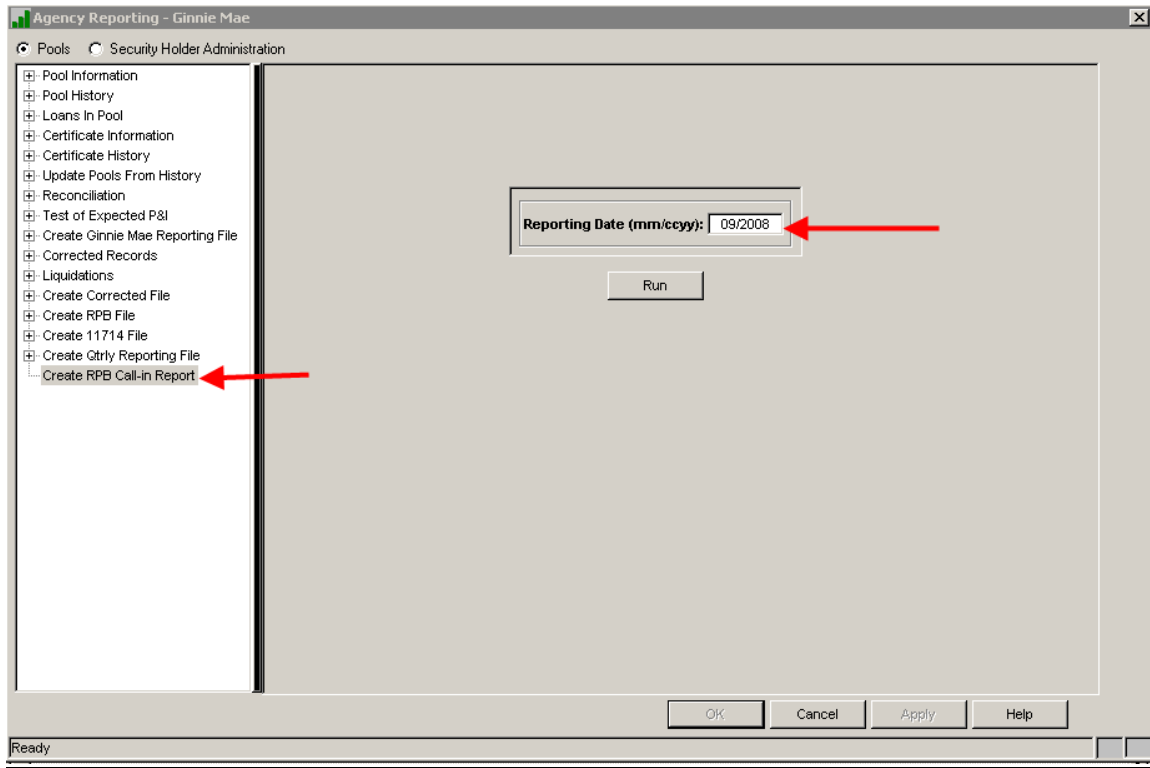 Agency Reporting - Ginnie Mae
Pools Security Holder Administration
Pool Information
Pool History
Loans In Pool
Certificate Information
Certificate History
Update Pools From History
Reconciliation
Test of Expected P&I
Create Ginnie Mae Reporting File
Corrected Records
Liquidations
Create Corrected File
Create RPB File
Create 11714 File
Create Qtrly Reporting File
Create RPB Call-in Report
Reporting Date (mm/ccyy): 09/2008
Run
OK Cancel Apply Help
Ready